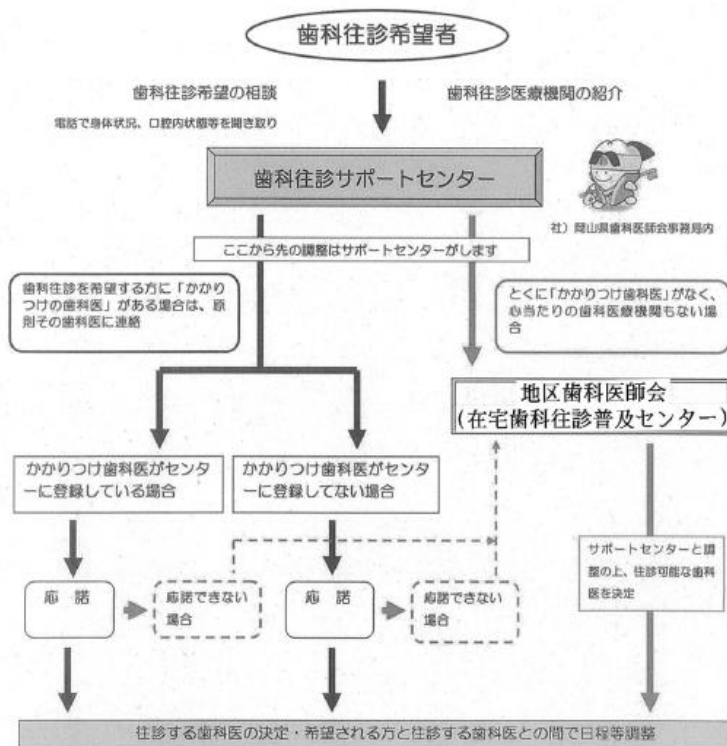 歯科往診希望者
歯科往診希望の相談
歯科往診医療機関の紹介
電話で身体状況、口腔内状態等を聞き取り
歯科往診サポートセンター
社）岡山県歯科医師会事務局内
ここから先の調整はサポートセンターがします
歯科往診を希望する方に「かかり
つけの歯科医」がある場合は、原
則その歯科医に連絡
とくに「かかりつけ歯科医」がなく、
心当たりの歯科医療機関もない場
合
地区歯科医師会
(在宅歯科往診普及センター)
かかりつけ歯科医がセンタ
ーに登録している場合
かかりつけ歯科医がセンタ
ーに登録してない場合
サポートセンターと調
整の上、往診可能な歯科
医を決定
応　諾
応諾できない
場合
応　諾
応諾できない
場合
往診する歯科医の決定・希望される方と往診する歯科医との間で日程等調整